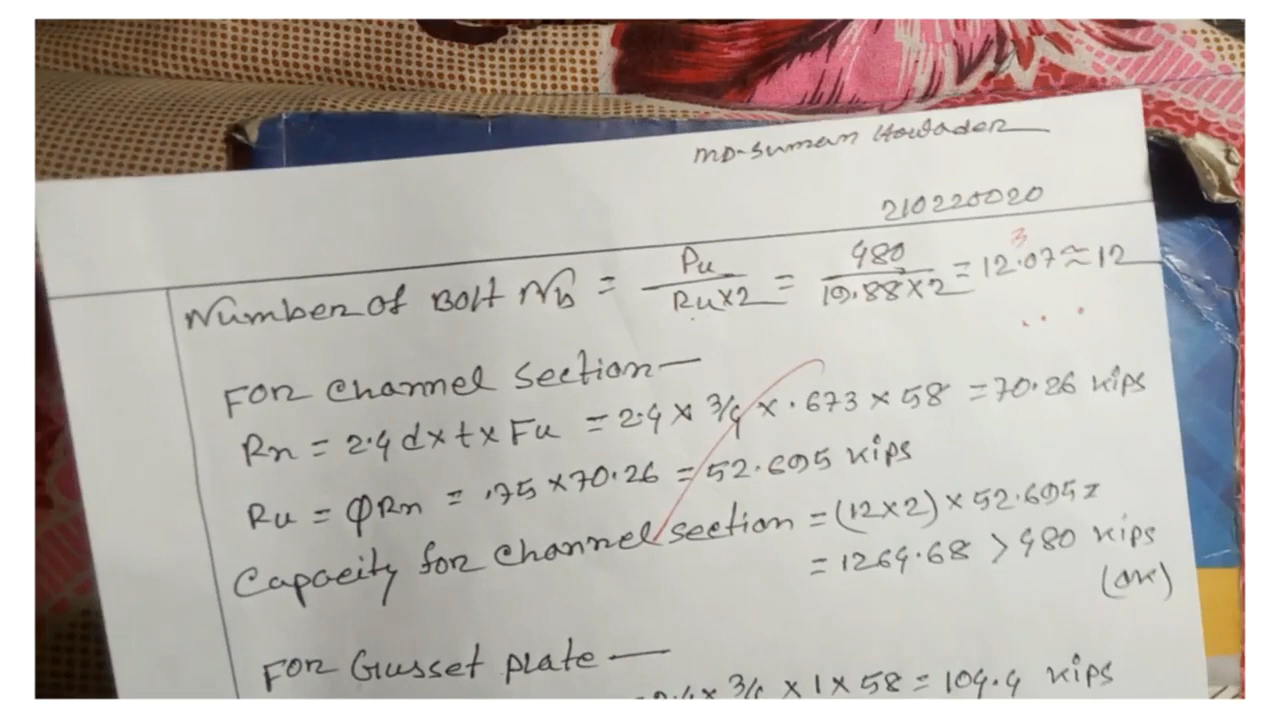 MD-Suman Howlader
210220020
Number of Bolt Nb = Pu / Ru×2 = 480 / 19.88×2 = 12.07 ≈ 12
3
For channel section —
Rn = 2.4 d×t×Fu = 2.4 × 3/4 × .673 × 58 = 70.26 kips
Ru = φRn = .75 ×70.26 = 52.695 kips
Capacity for channel section = (12×2) × 52.695 =
= 1264.68 > 480 kips
(ok)
For Gusset plate —
= 2.4 × 3/4 × 1 × 58 = 104.4 kips